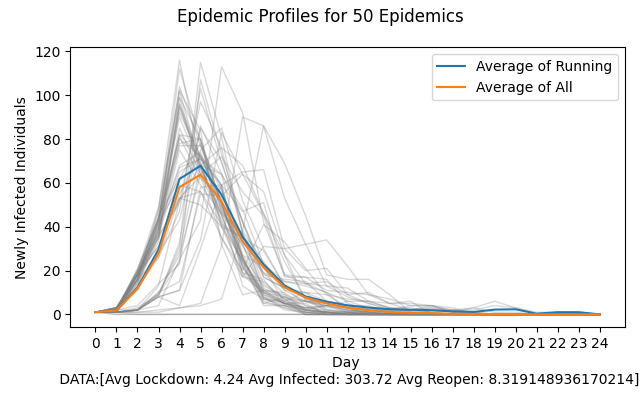 Epidemic Profiles for 50 Epidemics
120
100
80
60
40
20
0
Newly Infected Individuals
Average of Running
Average of All
0 1 2 3 4 5 6 7 8 9 10 11 12 13 14 15 16 17 18 19 20 21 22 23 24
Day
DATA:[Avg Lockdown: 4.24 Avg Infected: 303.72 Avg Reopen: 8.319148936170214]